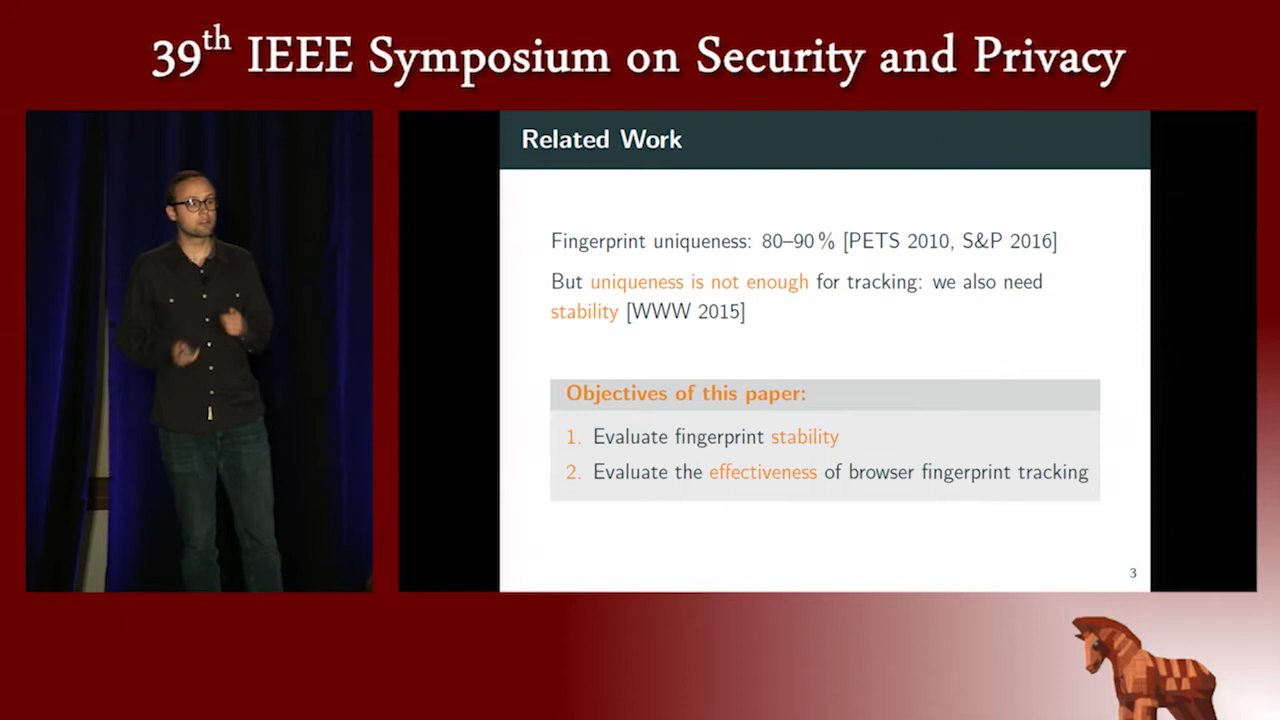 39th IEEE Symposium on Security and Privacy
Related Work
Fingerprint uniqueness: 80–90 % [PETS 2010, S&P 2016]
But uniqueness is not enough for tracking: we also need
stability [WWW 2015]
Objectives of this paper:
1. Evaluate fingerprint stability
2. Evaluate the effectiveness of browser fingerprint tracking
3